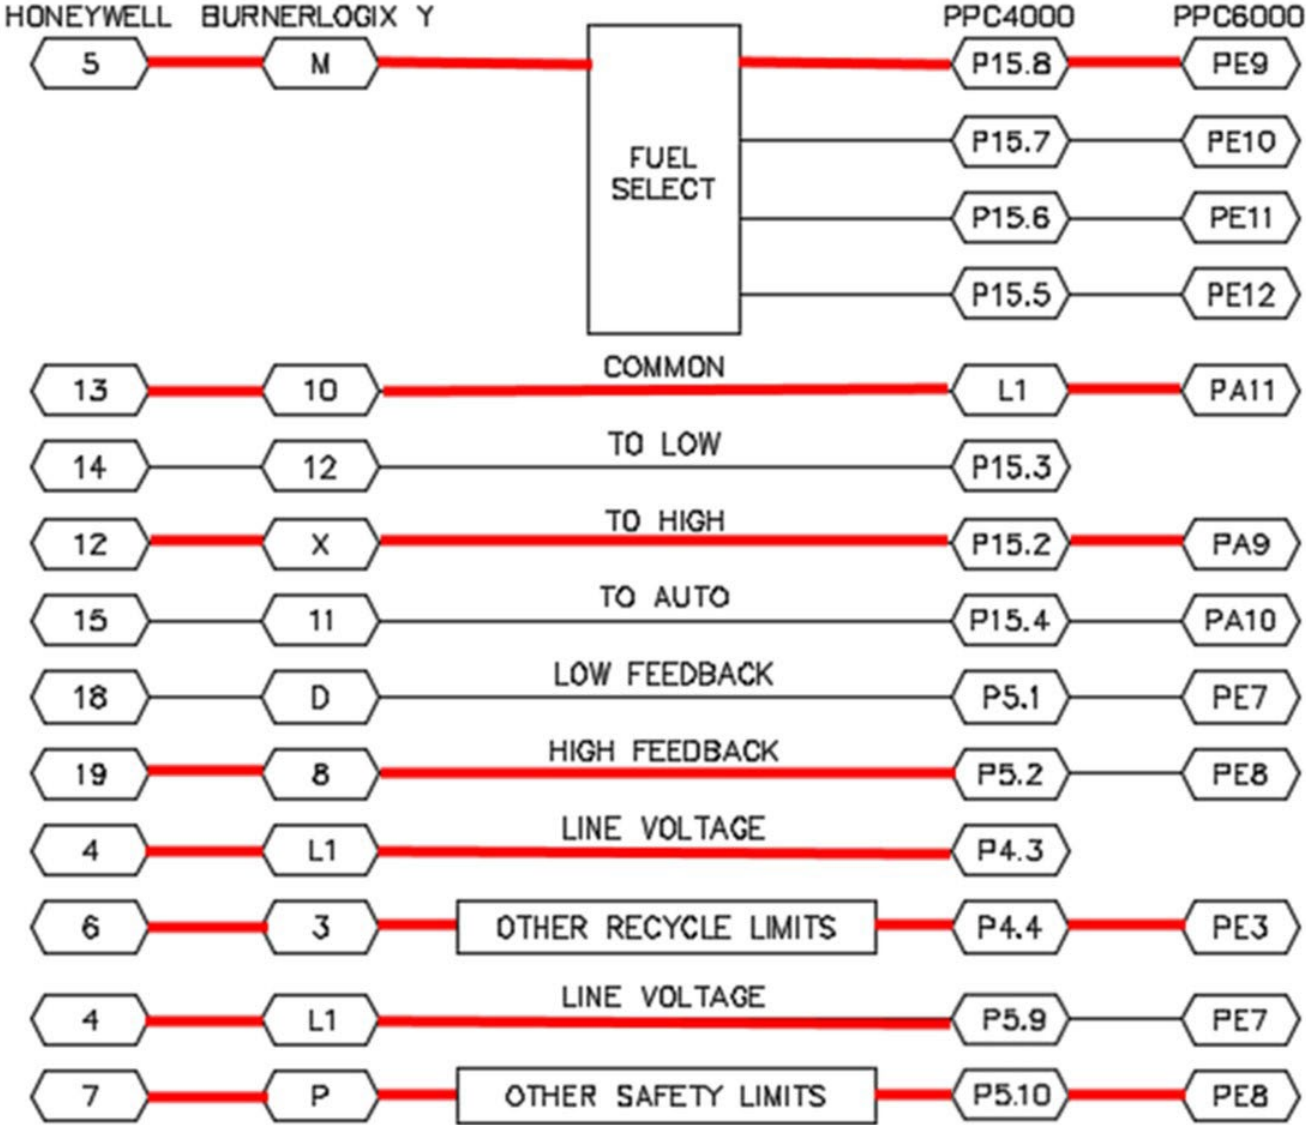 HONEYWELL BURNERLOGIX Y PPC4000 PPC6000
5 M P15.8 PE9
P15.7 PE10
FUEL
SELECT
P15.6 PE11
P15.5 PE12
COMMON
13 10 L1 PA11
TO LOW
14 12 P15.3
TO HIGH
12 X P15.2 PA9
TO AUTO
15 11 P15.4 PA10
LOW FEEDBACK
18 D P5.1 PE7
HIGH FEEDBACK
19 8 P5.2 PE8
LINE VOLTAGE
4 L1 P4.3
6 3 OTHER RECYCLE LIMITS P4.4 PE3
LINE VOLTAGE
4 L1 P5.9 PE7
7 P OTHER SAFETY LIMITS P5.10 PE8